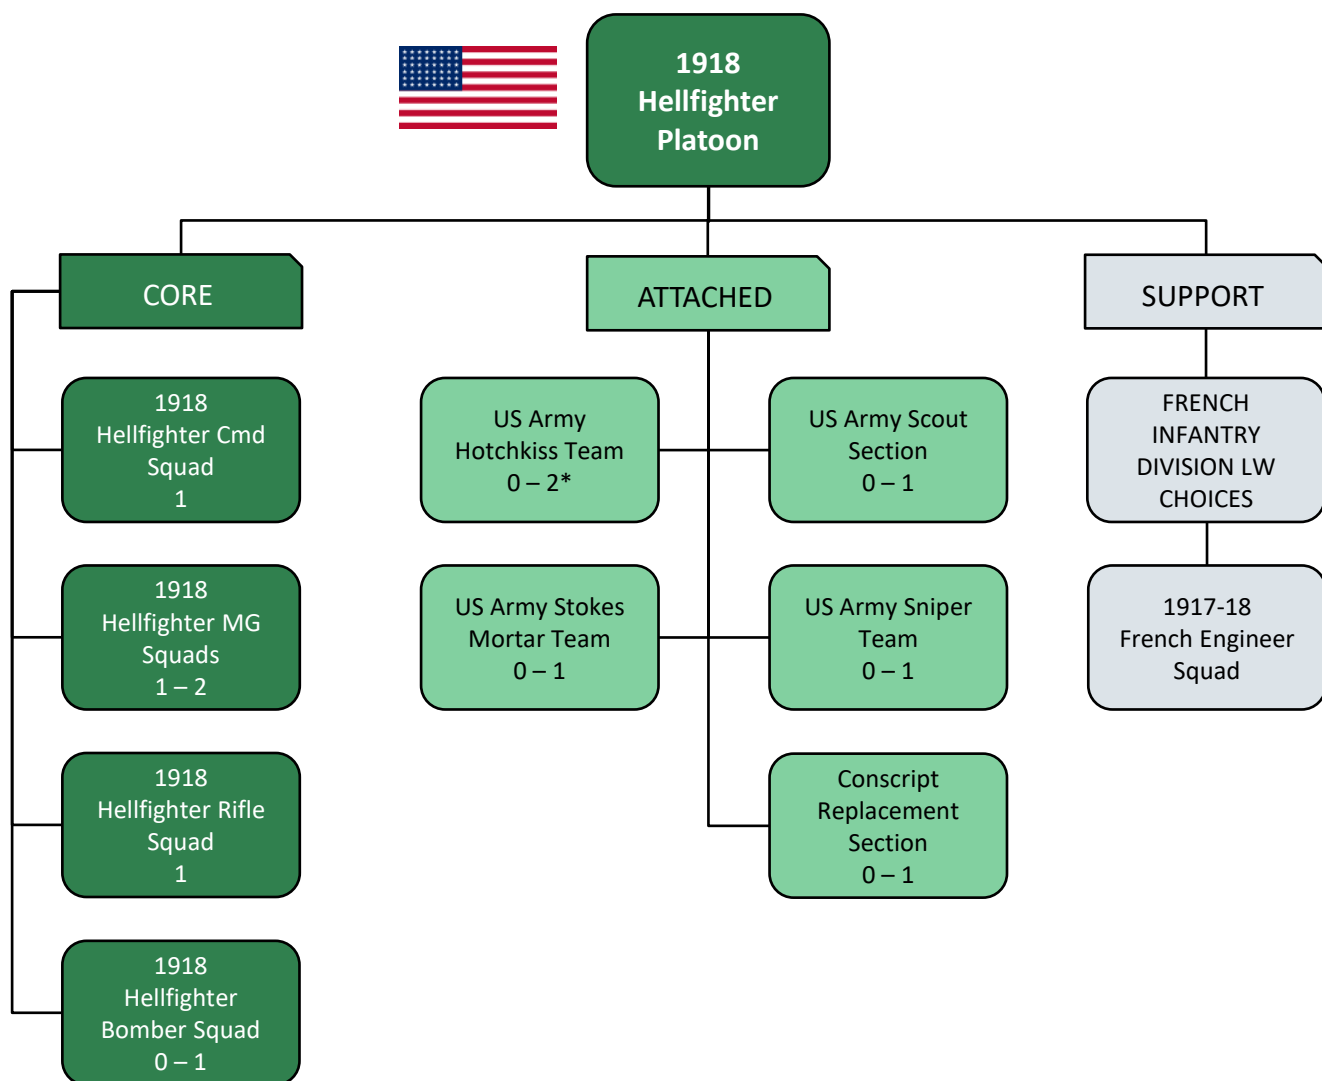 1918
Hellfighter
Platoon
CORE
ATTACHED
SUPPORT
1918
Hellfighter Cmd
Squad
1
US Army
Hotchkiss Team
0 – 2*
US Army Scout
Section
0 – 1
FRENCH
INFANTRY
DIVISION LW
CHOICES
1918
Hellfighter MG
Squads
1 – 2
US Army Stokes
Mortar Team
0 – 1
US Army Sniper
Team
0 – 1
1917-18
French Engineer
Squad
1918
Hellfighter Rifle
Squad
1
Conscript
Replacement
Section
0 – 1
1918
Hellfighter
Bomber Squad
0 – 1